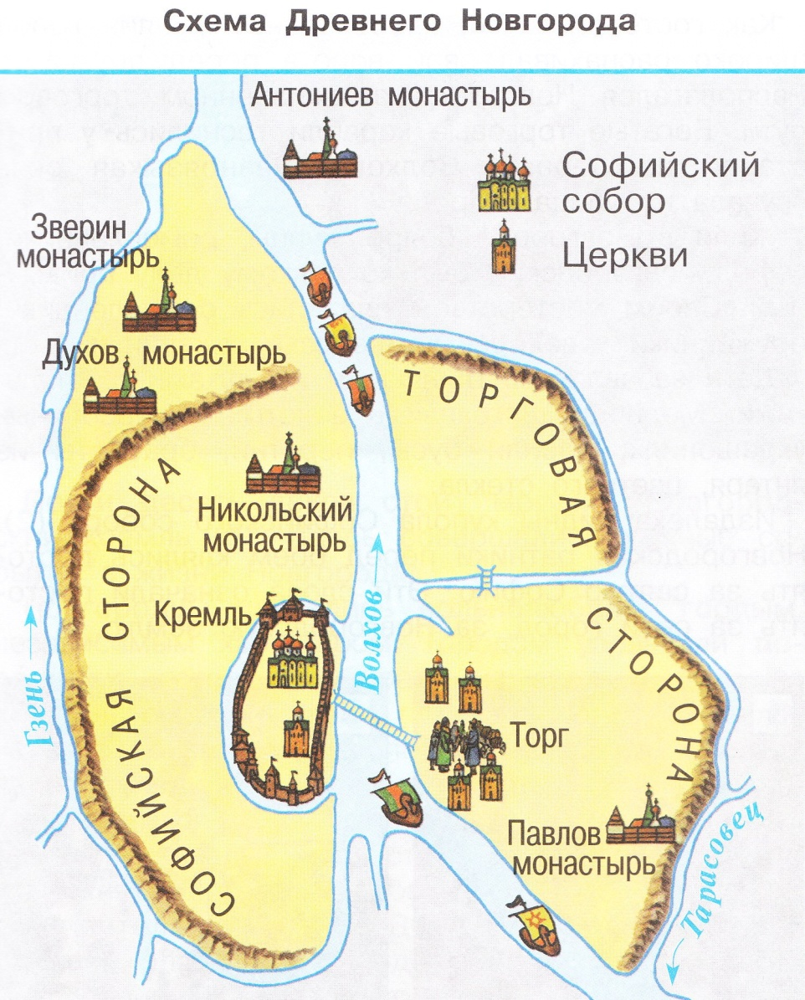 Схема Древнего Новгорода
Антониев монастырь
Софийский
собор
Церкви
Зверин
монастырь
Духов монастырь
ТОРГОВАЯ
СТОРОНА
Никольский
монастырь
СОФИЙСКАЯ СТОРОНА
Кремль
Волхов
Гзень
Торг
Павлов
монастырь
Тарасовец